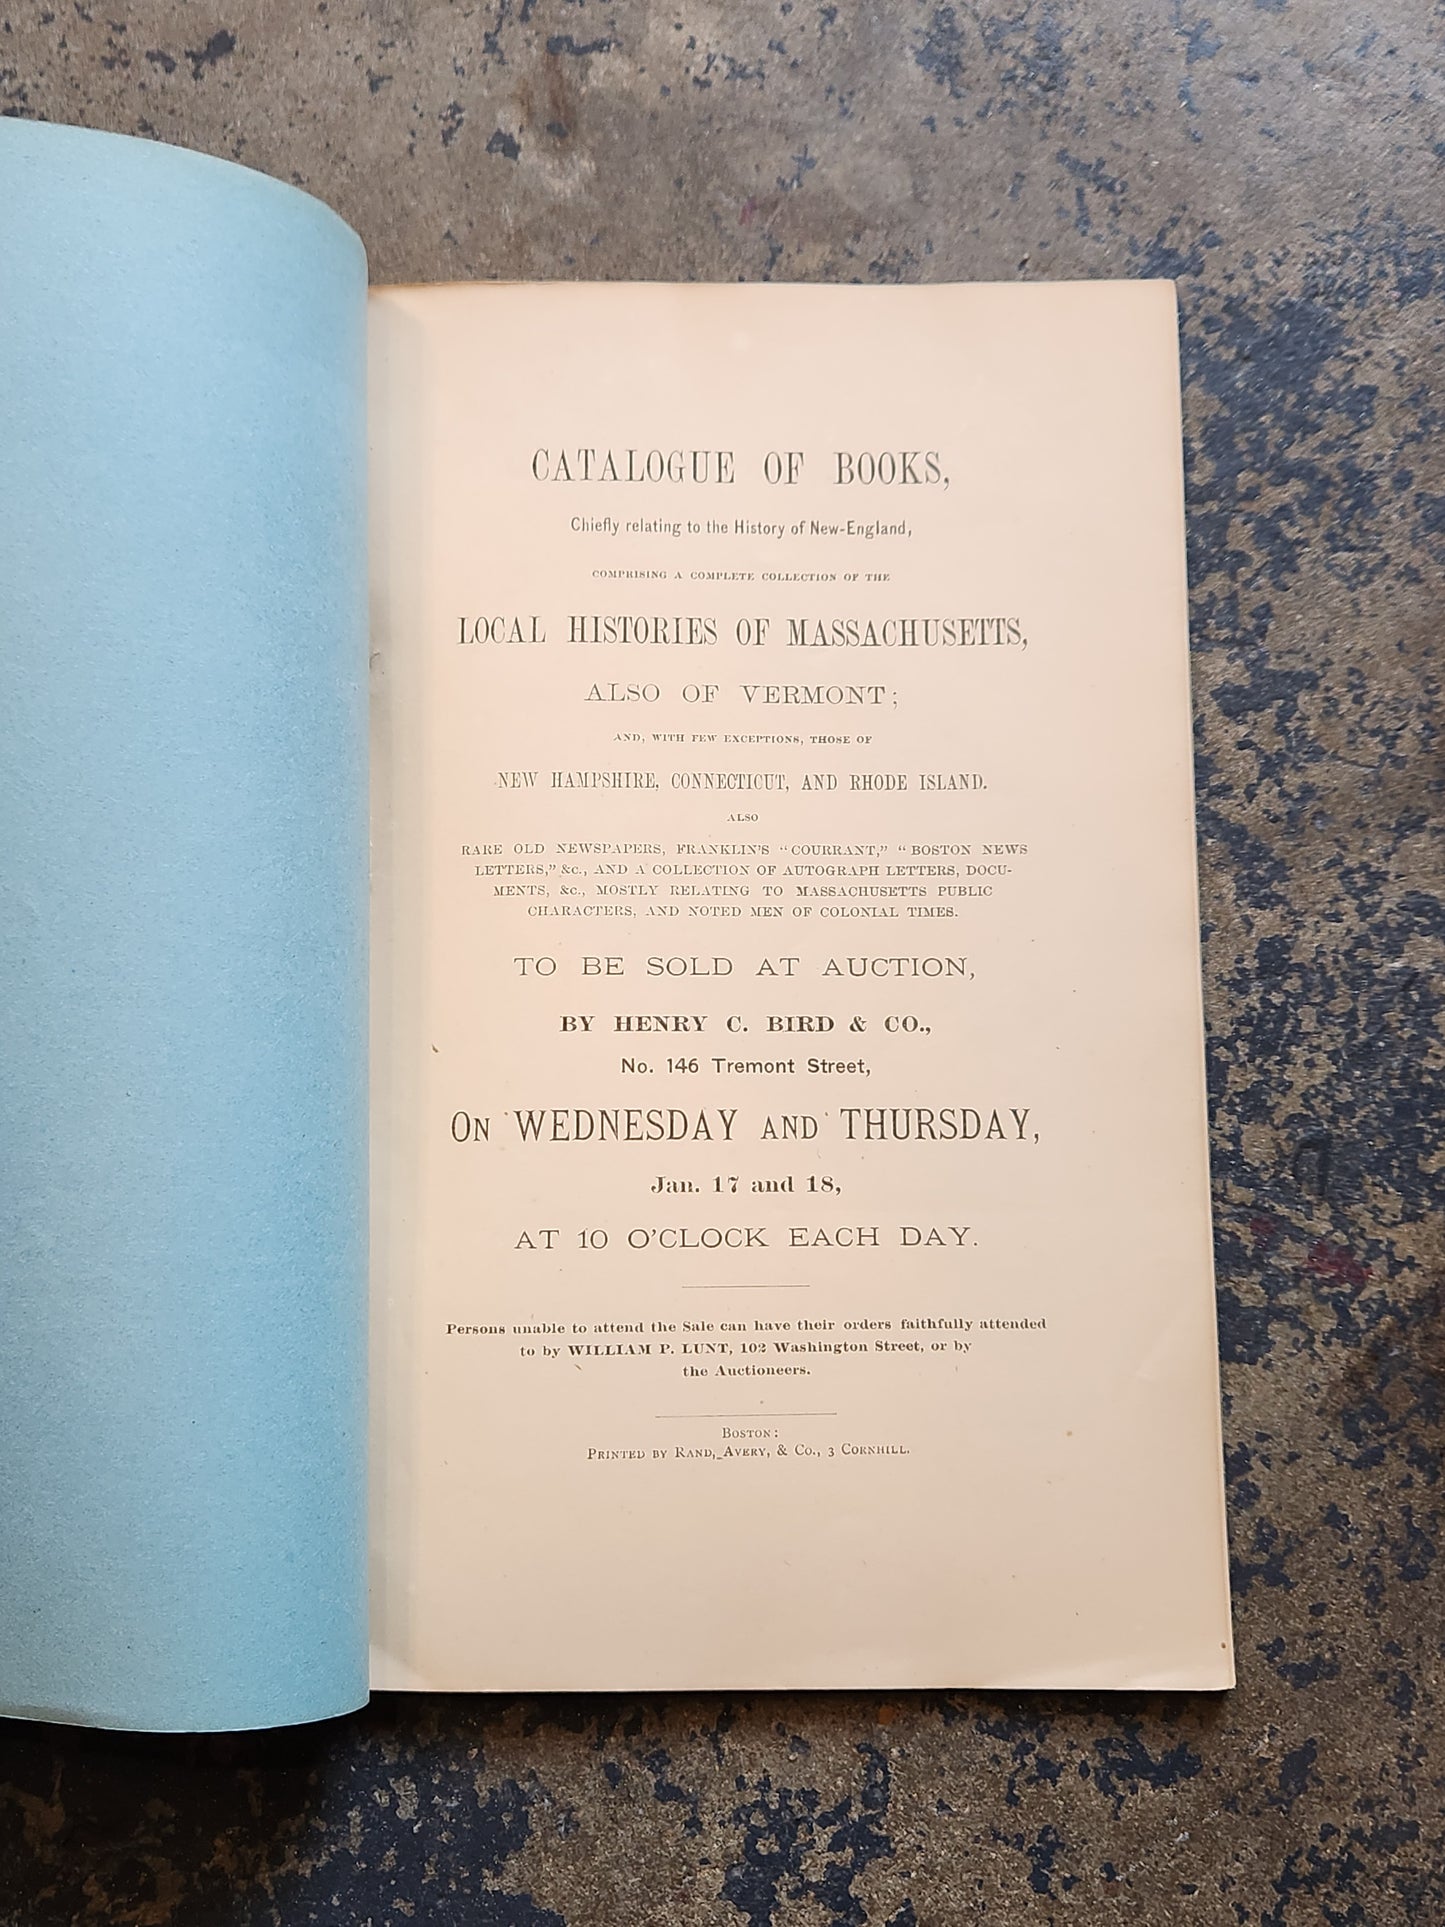 CATALOGUE OF BOOKS,
Chiefly relating to the History of New-England,
COMPRISING A COMPLETE COLLECTION OF THE
LOCAL HISTORIES OF MASSACHUSETTS,
ALSO OF VERMONT;
AND, WITH FEW EXCEPTIONS, THOSE OF
NEW HAMPSHIRE, CONNECTICUT, AND RHODE ISLAND.
ALSO
RARE OLD NEWSPAPERS, FRANKLIN'S "COURRANT," "BOSTON NEWS
LETTERS," &c., AND A COLLECTION OF AUTOGRAPH LETTERS, DOCU-
MENTS, &c., MOSTLY RELATING TO MASSACHUSETTS PUBLIC
CHARACTERS, AND NOTED MEN OF COLONIAL TIMES.
TO BE SOLD AT AUCTION,
BY HENRY C. BIRD & CO.,
No. 146 Tremont Street,
ON WEDNESDAY AND THURSDAY,
Jan. 17 and 18,
AT 10 O'CLOCK EACH DAY.
Persons unable to attend the Sale can have their orders faithfully attended
to by WILLIAM P. LUNT, 102 Washington Street, or by
the Auctioneers.
BOSTON:
PRINTED BY RAND, AVERY, & CO., 3 CORNHILL.